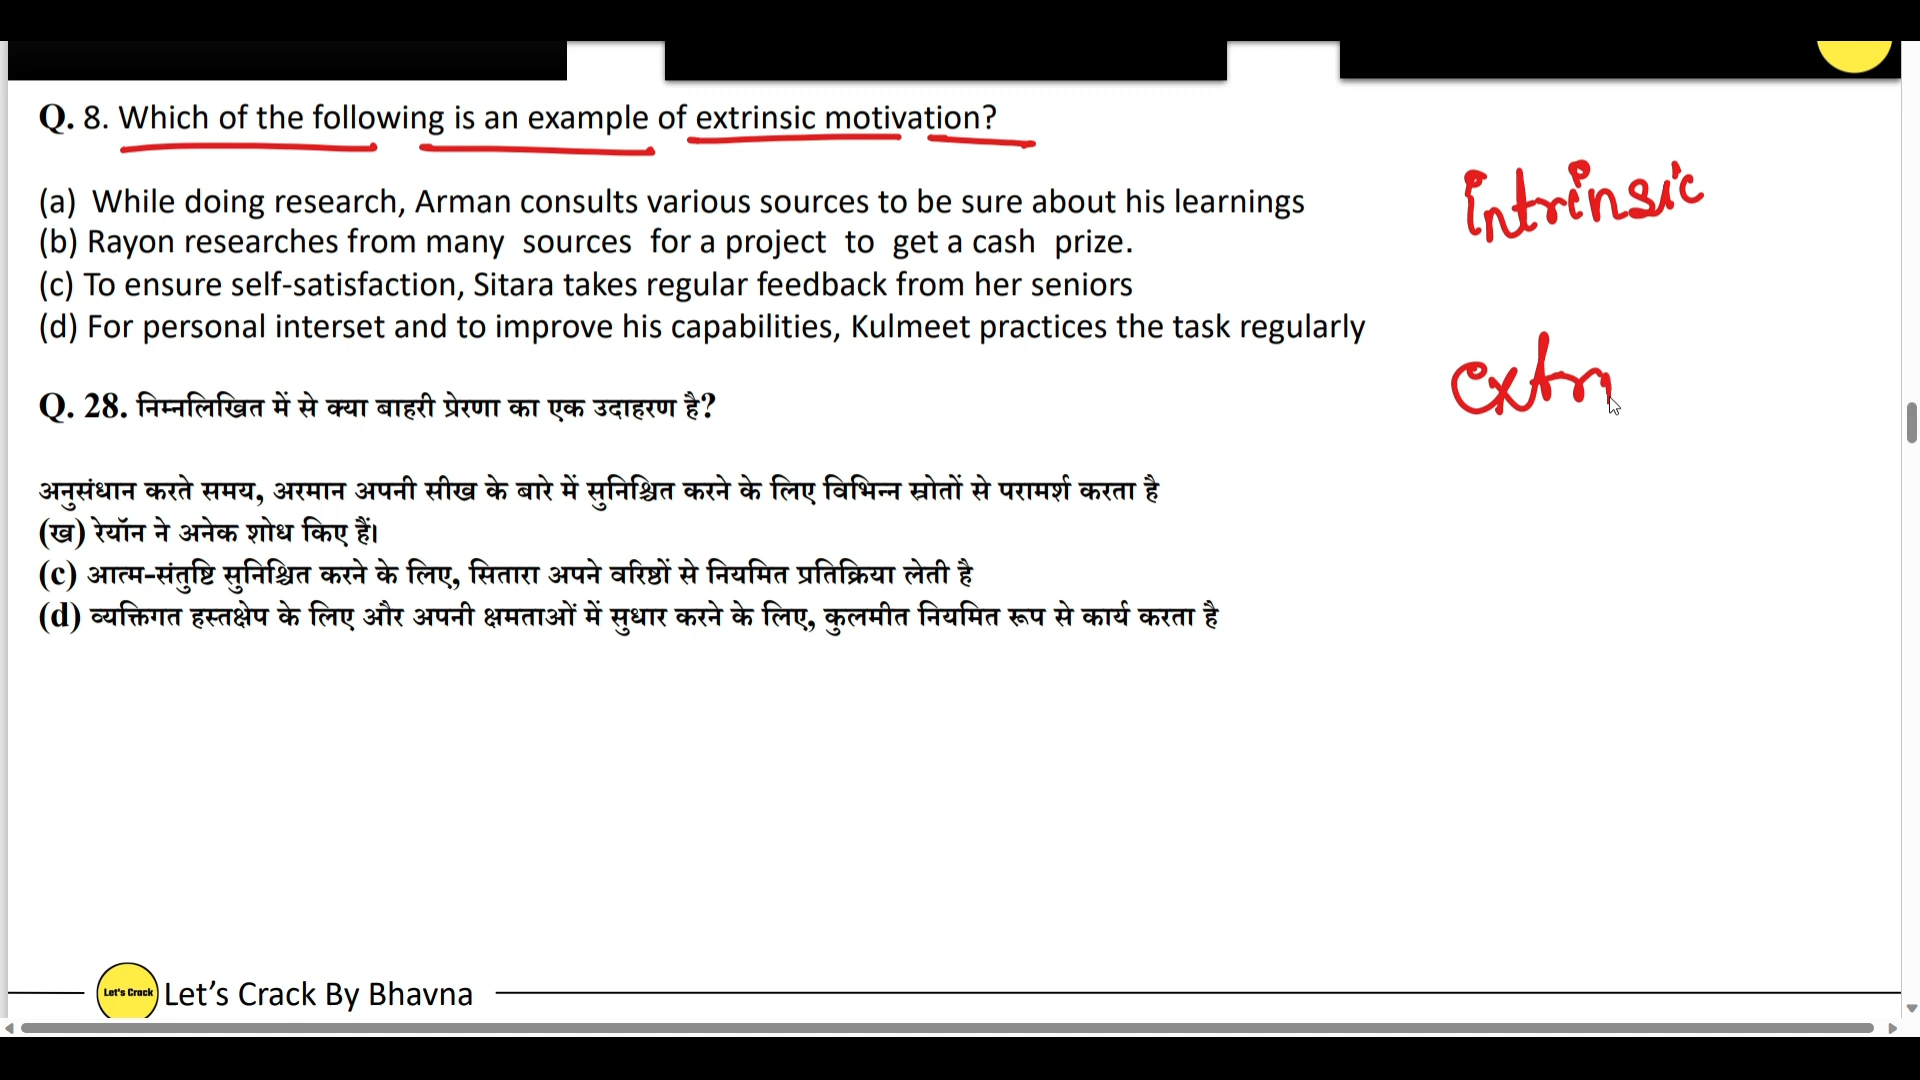 Q. 8. Which of the following is an example of extrinsic motivation?
intrinsic
(a) While doing research, Arman consults various sources to be sure about his learnings
(b) Rayon researches from many sources for a project to get a cash prize.
(c) To ensure self-satisfaction, Sitara takes regular feedback from her seniors
(d) For personal interset and to improve his capabilities, Kulmeet practices the task regularly
extr
Q. 28. निम्नलिखित में से क्या बाहरी प्रेरणा का एक उदाहरण है?
अनुसंधान करते समय, अरमान अपनी सीख के बारे में सुनिश्चित करने के लिए विभिन्न स्रोतों से परामर्श करता है
(ख) रेयॉन ने अनेक शोध किए हैं।
(c) आत्म-संतुष्टि सुनिश्चित करने के लिए, सितारा अपने वरिष्ठों से नियमित प्रतिक्रिया लेती है
(d) व्यक्तिगत हस्तक्षेप के लिए और अपनी क्षमताओं में सुधार करने के लिए, कुलमीत नियमित रूप से कार्य करता है
Let's Crack
Let’s Crack By Bhavna